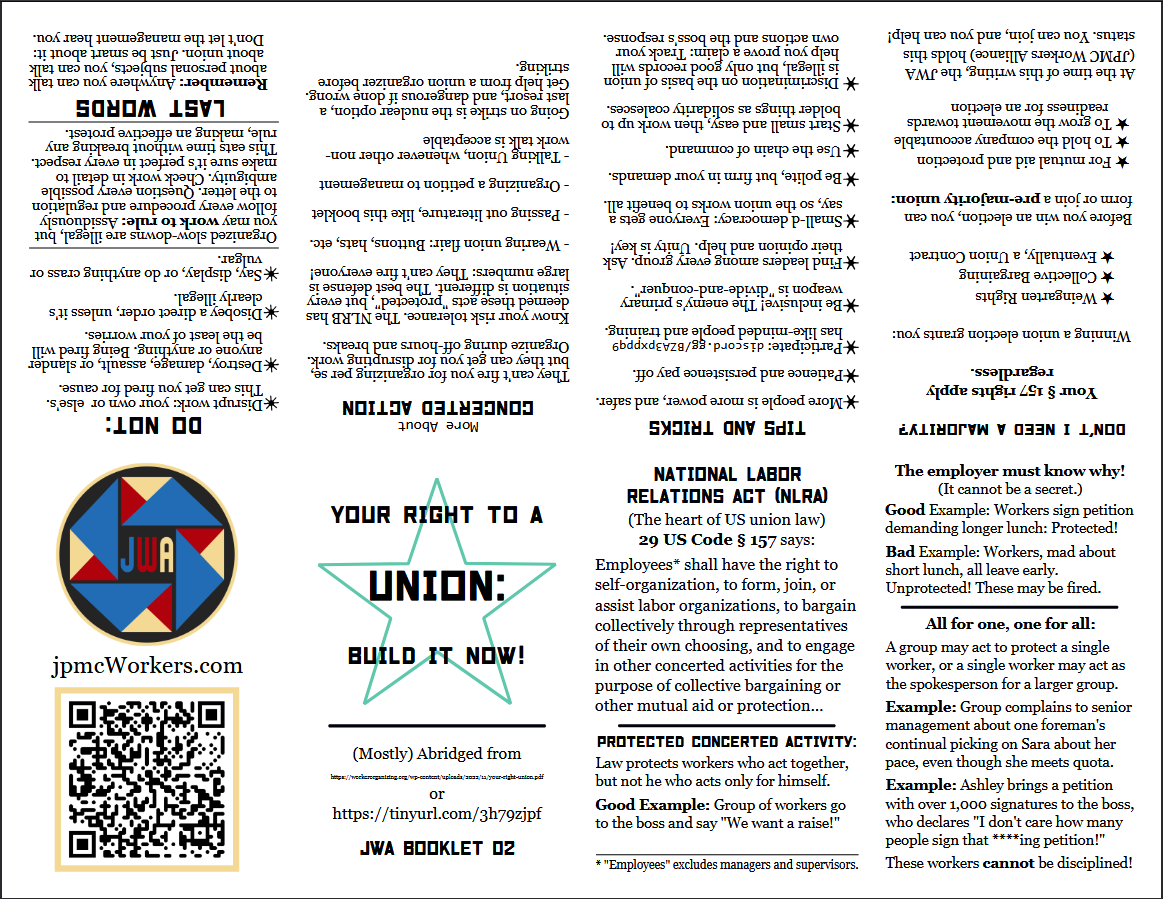 YOUR RIGHT TO A
UNION:
BUILD IT NOW!
(Mostly) Abridged from
https://workerorganizing.org/wp-content/uploads/2022/11/your-right-union.pdf
or
https://tinyurl.com/3h79zjpf
JWA BOOKLET 02
NATIONAL LABOR
RELATIONS ACT (NLRA)
(The heart of US union law)
29 US Code § 157 says:
Employees* shall have the right to
self-organization, to form, join, or
assist labor organizations, to bargain
collectively through representatives
of their own choosing, and to engage
in other concerted activities for the
purpose of collective bargaining or
other mutual aid or protection...
PROTECTED CONCERTED ACTIVITY:
Law protects workers who act together,
but not he who acts only for himself.
Good Example: Group of workers go
to the boss and say "We want a raise!"
* "Employees" excludes managers and supervisors.
The employer must know why!
(It cannot be a secret.)
Good Example: Workers sign petition
demanding longer lunch: Protected!
Bad Example: Workers, mad about
short lunch, all leave early.
Unprotected! These may be fired.
All for one, one for all:
A group may act to protect a single
worker, or a single worker may act as
the spokesperson for a larger group.
Example: Group complains to senior
management about one foreman's
continual picking on Sara about her
pace, even though she meets quota.
Example: Ashley brings a petition
with over 1,000 signatures to the boss,
who declares "I don't care how many
people sign that ****ing petition!"
These workers cannot be disciplined!
DON'T I NEED A MAJORITY?
Your § 157 rights apply
regardless.
Winning a union election grants you:
★ Weingarten Rights
★ Collective Bargaining
★ Eventually, a Union Contract
Before you win an election, you can
form or join a pre-majority union:
★ For mutual aid and protection
★ To hold the company accountable
★ To grow the movement towards
readiness for an election
At the time of this writing, the JWA
(JPMC Workers Alliance) holds this
status. You can join, and you can help!
TIPS AND TRICKS
✶More people is more power, and safer.
✶Patience and persistence pay off.
✶Participate: discord.gg/BZA3pxpqq9
has like-minded people and training.
✶Be inclusive! The enemy's primary
weapon is "divide-and-conquer".
✶Find leaders among every group. Ask
their opinion and help. Unity is key!
✶Small-d democracy: Everyone gets a
say, so the union works to benefit all.
✶Be polite, but firm in your demands.
✶Use the chain of command.
✶Start small and easy, then work up to
bolder things as solidarity coalesces.
✶Discrimination on the basis of union
is illegal, but only good records will
help you prove a claim: Track your
own actions and the boss's response.
More About
CONCERTED ACTION
They can't fire you for organizing per se,
but they can get you for disrupting work.
Organize during off-hours and breaks.
Know your risk tolerance. The NLRB has
deemed these acts "protected", but every
situation is different. The best defense is
large numbers: They can't fire everyone!
- Wearing union flair: Buttons, hats, etc.
- Passing out literature, like this booklet
- Organizing a petition to management
- Talking Union, whenever other non-
work talk is acceptable
Going on strike is the nuclear option, a
last resort, and dangerous if done wrong.
Get help from a union organizer before
striking.
DO NOT:
✶Disrupt work: your own or else's.
This can get you fired for cause.
✶Destroy, damage, assault, or slander
anyone or anything. Being fired will
be the least of your worries.
✶Disobey a direct order, unless it's
clearly illegal.
✶Say, display, or do anything crass or
vulgar.
Organized slow-downs are illegal, but
you may work to rule: Assiduously
follow every procedure and regulation
to the letter. Question every possible
ambiguity. Check work in detail to
make sure it's perfect in every respect.
This eats time without breaking any
rule, making an effective protest.
LAST WORDS
Remember: Anywhere you can talk
about personal subjects, you can talk
about union. Just be smart about it:
Don't let the management hear you.
JWA
jpmcWorkers.com